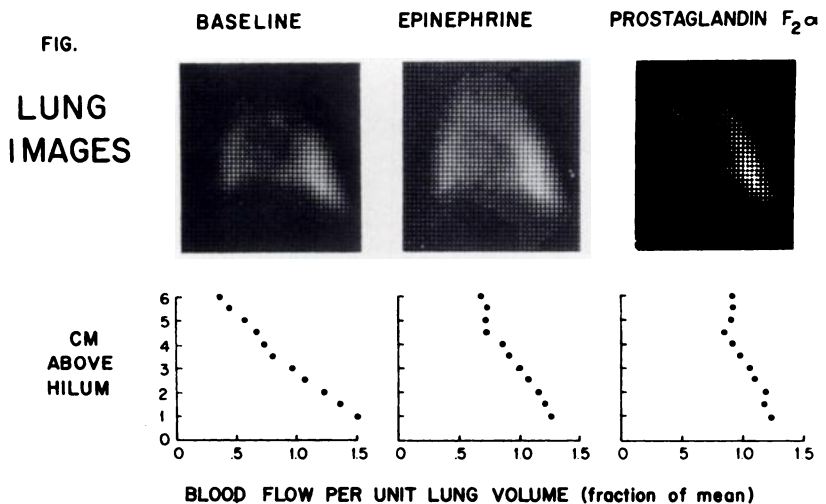 BASELINE
EPINEPHRINE
PROSTAGLANDIN F₂α
FIG.
LUNG
IMAGES
CM
ABOVE
HILUM
6
5
4
3
2
1
0
0 .5 1.0 1.5
0 .5 1.0 1.5
0 5 1.0 1.5
BLOOD FLOW PER UNIT LUNG VOLUME (fraction of mean)